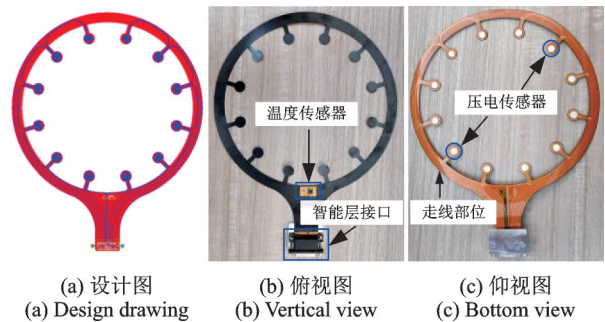 温度传感器
智能层接口
压电传感器
走线部位
(a) 设计图
(a) Design drawing
(b) 俯视图
(b) Vertical view
(c) 仰视图
(c) Bottom view